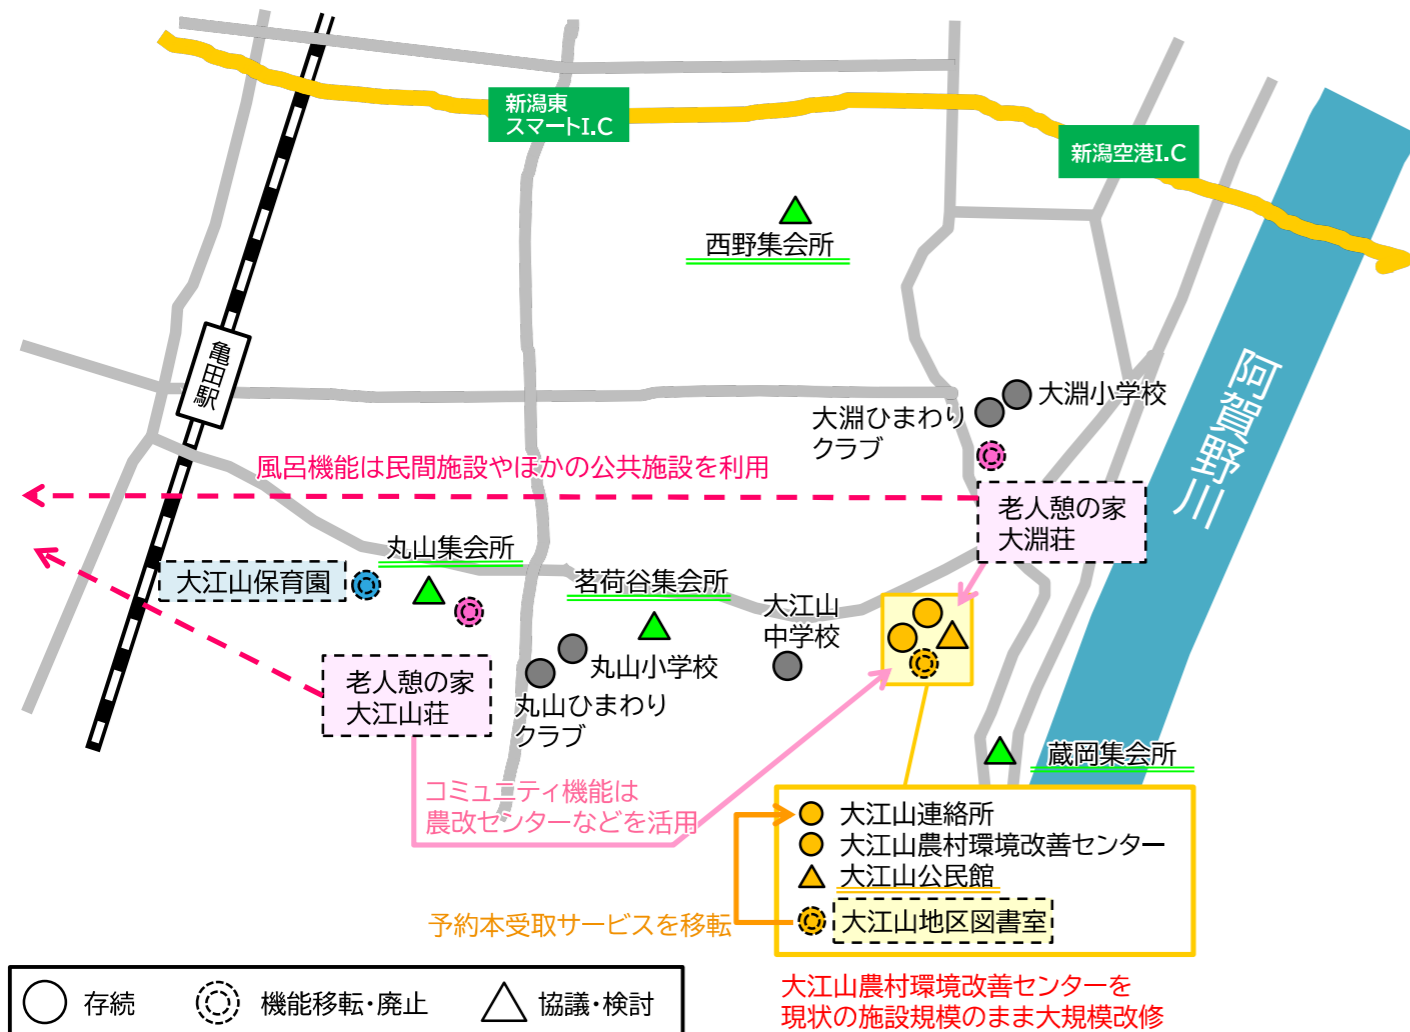 新潟東
スマートI.C
新潟空港I.C
西野集会所
亀田駅
阿賀野川
大淵小学校
大淵ひまわり
クラブ
風呂機能は民間施設やほかの公共施設を利用
老人憩の家
大淵荘
丸山集会所
大江山保育園
茗荷谷集会所
大江山
中学校
丸山小学校
老人憩の家
大江山荘
丸山ひまわり
クラブ
蔵岡集会所
コミュニティ機能は
農改センターなどを活用
大江山連絡所
大江山農村環境改善センター
大江山公民館
大江山地区図書室
予約本受取サービスを移転
大江山農村環境改善センターを
現状の施設規模のまま大規模改修
存続
機能移転・廃止
協議・検討